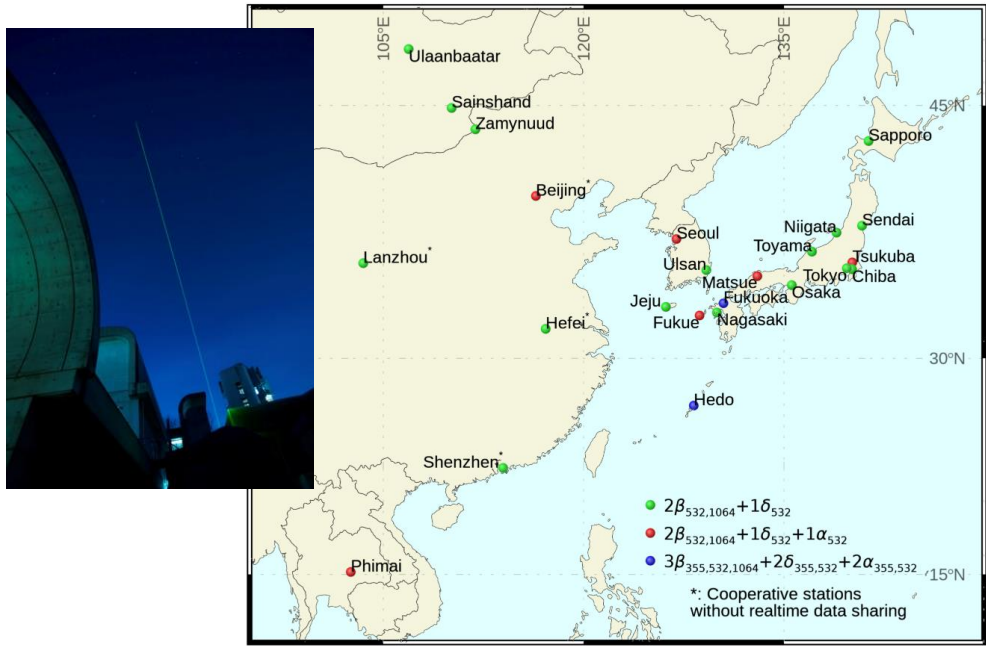 105°E
120°E
135°E
Ulaanbaatar
Sainshand
Zamynuud
45°N
Sapporo
Beijing*
Seoul
Niigata
Sendai
Toyama
Lanzhou*
Ulsan
Tsukuba
Matsue
Tokyo
Chiba
Jeju
Fukuoka
Osaka
Hefei*
Fukue
Nagasaki
30°N
Hedo
Shenzhen*
2β532,1064+1δ532
2β532,1064+1δ532+1α532
3β355,532,1064+2δ355,532+2α355,532
Phimai
15°N
*: Cooperative stations
without realtime data sharing